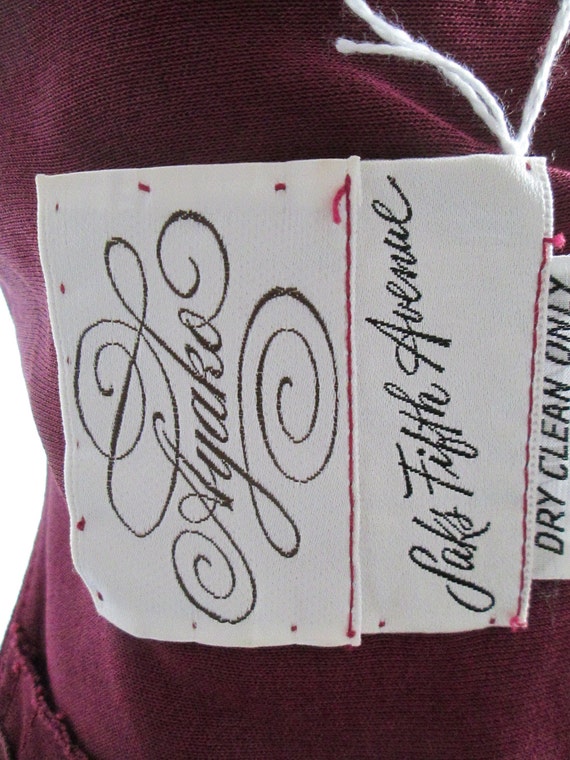 Ayako
Saks Fifth Avenue
DRY CLEAN ONLY